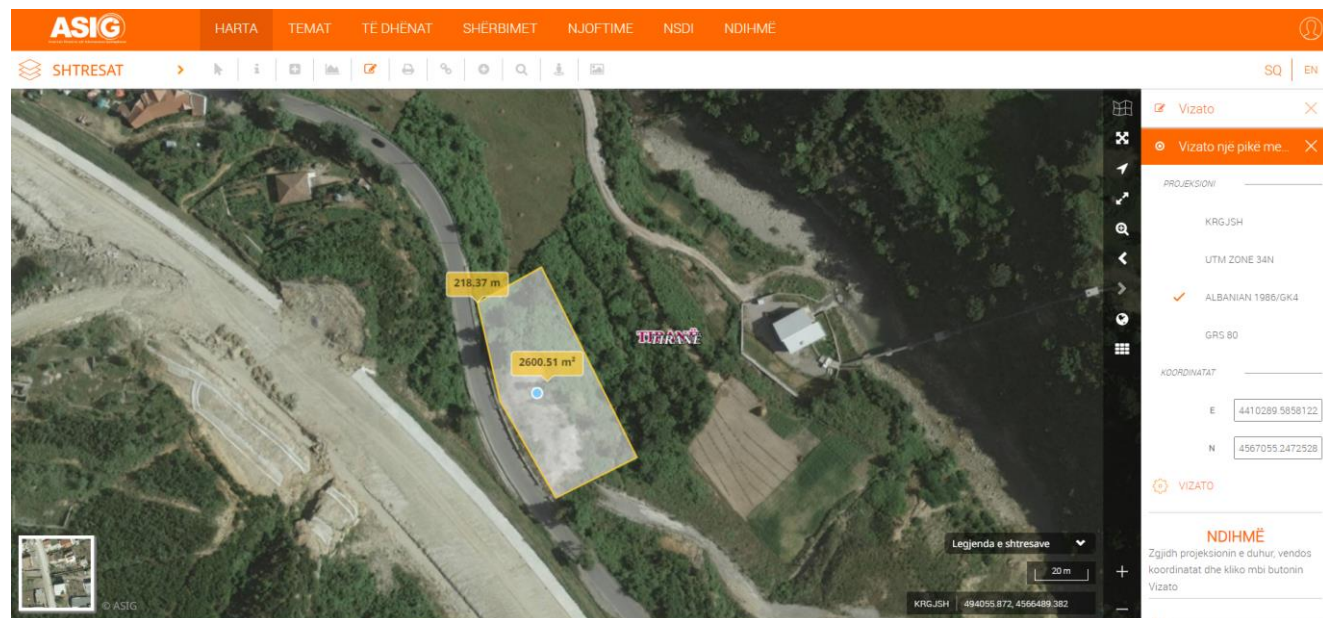 ASIG
HARTA TEMAT TË DHËNAT SHËRBIMET NJOFTIME NSDI NDIHMË
SHTRESAT
SQ EN
Vizato
Vizato një pikë me...
PROJEKSIONI
KRGJSH
UTM ZONE 34N
ALBANIAN 1986/GK4
GRS 80
KOORDINATAT
E 4410289.5858122
N 4567055.2472528
VIZATO
NDIHMË
Zgjidh projeksionin e duhur, vendos
koordinatat dhe kliko mbi butonin
Vizato
218.37 m
2600.51 m²
TIRANË
TIRANË
Legjenda e shtresave
20 m
KRGJSH 494055.872, 4566489.382
© ASIG